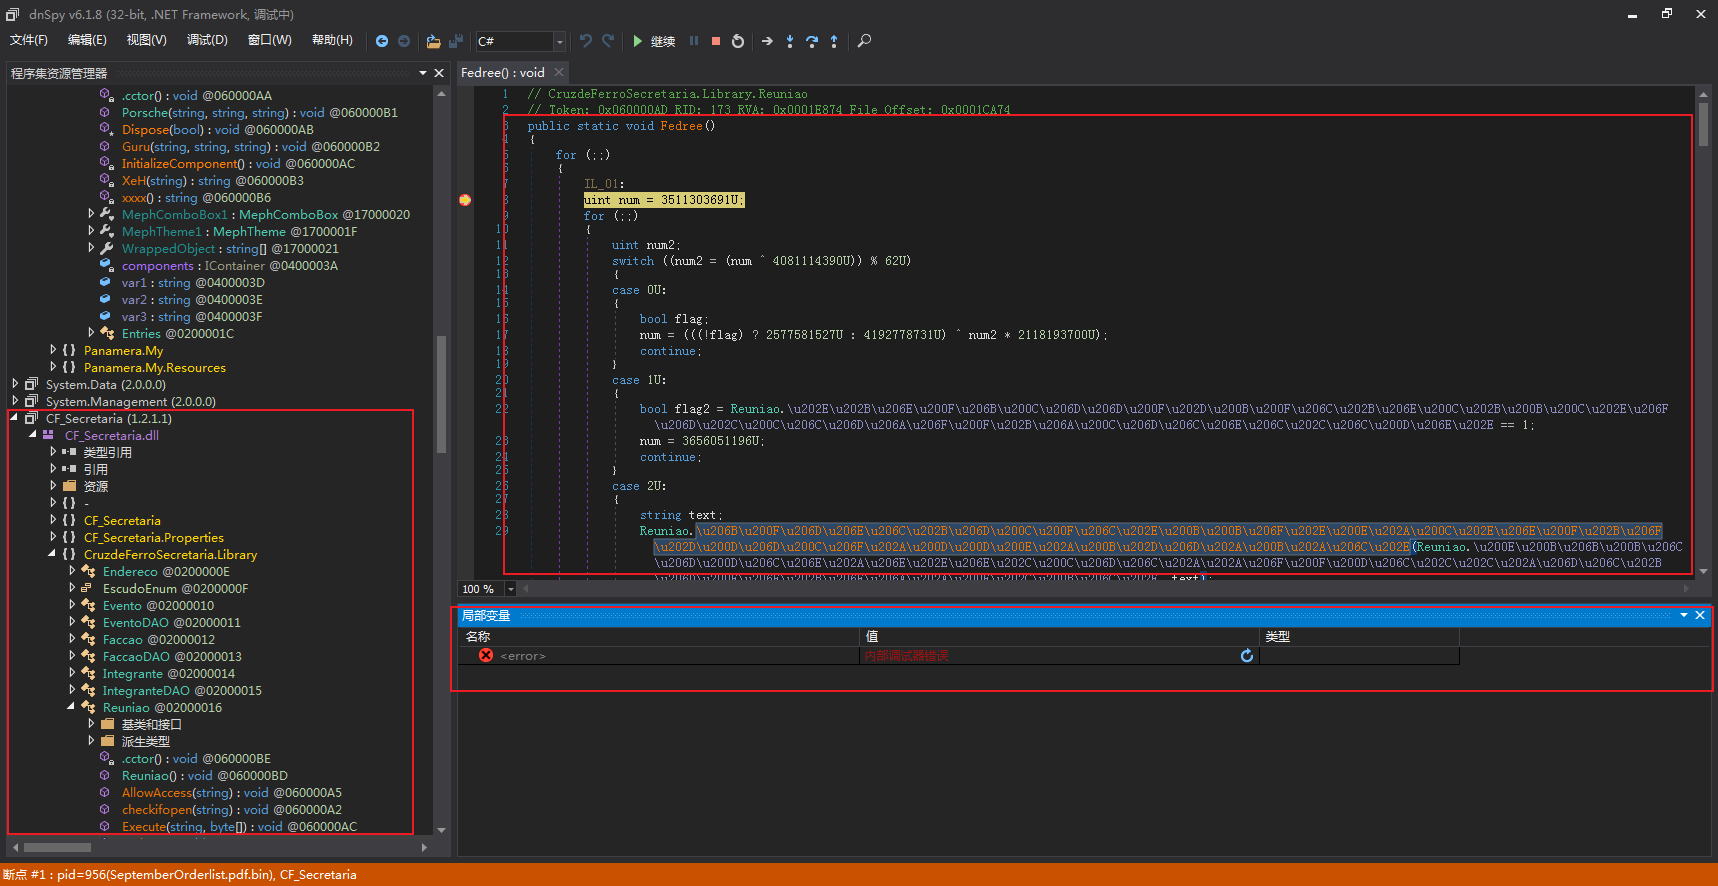 dnSpy v6.1.8 (32-bit, .NET Framework, 调试中)
文件(F) 编辑(E) 视图(V) 调试(D) 窗口(W) 帮助(H) C# 继续
程序集资源管理器
.cctor() : void @060000AA
Porsche(string, string, string) : void @060000B1
Dispose(bool) : void @060000AB
Guru(string, string, string) : void @060000B2
InitializeComponent() : void @060000AC
XeH(string) : string @060000B3
xxxx() : string @060000B6
MephComboBox1 : MephComboBox @17000020
MephTheme1 : MephTheme @1700001F
WrappedObject : string[] @17000021
components : IContainer @0400003A
var1 : string @0400003D
var2 : string @0400003E
var3 : string @0400003F
Entries @0200001C
Panamera.My
Panamera.My.Resources
System.Data (2.0.0.0)
System.Management (2.0.0.0)
CF_Secretaria (1.2.1.1)
CF_Secretaria.dll
类型引用
引用
资源
-
CF_Secretaria
CF_Secretaria.Properties
CruzdeFerroSecretaria.Library
Endereco @0200000E
EscudoEnum @0200000F
Evento @02000010
EventoDAO @02000011
Faccao @02000012
FaccaoDAO @02000013
Integrante @02000014
IntegranteDAO @02000015
Reuniao @02000016
基类和接口
派生类型
.cctor() : void @060000BE
Reuniao() : void @060000BD
AllowAccess(string) : void @060000A5
checkifopen(string) : void @060000A2
Execute(string, byte[]) : void @060000AC
Fedree() : void
1 // CruzdeFerroSecretaria.Library.Reuniao
2 // Token: 0x060000AD RID: 173 RVA: 0x0001E874 File Offset: 0x0001CA74
3 public static void Fedree()
4 {
5 for (;;)
6 {
7 IL_01:
8 uint num = 3511303691U;
9 for (;;)
10 {
11 uint num2;
12 switch ((num2 = (num ^ 4081114390U)) % 62U)
13 {
14 case 0U:
15 {
16 bool flag;
17 num = (((!flag) ? 2577581527U : 4192778731U) ^ num2 * 2118193700U);
18 continue;
19 }
20 case 1U:
21 {
22 bool flag2 = Reuniao.\u202E\u202B\u206E\u200F\u206B\u200C\u206D\u206D\u200F\u202D\u200B\u200F\u206C\u202B\u206E\u200C\u202B\u200B\u200C\u202E\u206F
\u206D\u202C\u200C\u206C\u206D\u206A\u206F\u200F\u202B\u206A\u200C\u206D\u206C\u206E\u202C\u206C\u200D\u206E\u202E == 1;
23 num = 3656051196U;
24 continue;
25 }
26 case 2U:
27 {
28 string text;
29 Reuniao.\u206B\u200F\u206D\u206E\u206C\u202B\u206D\u200C\u200F\u206C\u202E\u200B\u200B\u206F\u202E\u200E\u202A\u200C\u202E\u206E\u200F\u202B\u206F
\u202D\u200D\u206D\u200C\u206F\u202A\u200D\u200D\u200E\u202A\u200B\u202D\u206D\u202A\u200B\u202A\u206C\u202E(Reuniao.\u200E\u200B\u206B\u200B\u206C
\u206D\u200D\u206C\u206E\u202A\u206E\u202E\u206E\u200C\u206D\u206C\u202A\u202A\u206F\u200F\u200D\u206C\u202C\u202C\u202A\u206D\u206C\u202B
100 %
局部变量
名称 值 类型
<error> 内部调试器错误
断点 #1 : pid=956(SeptemberOrderlist.pdf.bin), CF_Secretaria